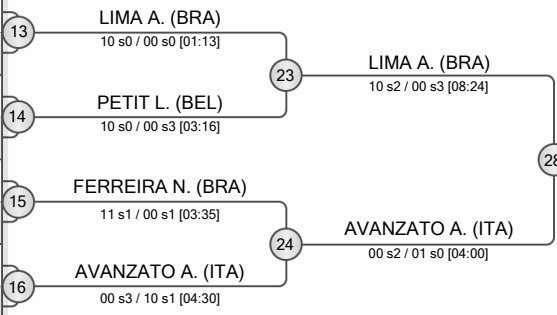 13
LIMA A. (BRA)
10 s0 / 00 s0 [01:13]
23
LIMA A. (BRA)
10 s2 / 00 s3 [08:24]
14
PETIT L. (BEL)
10 s0 / 00 s3 [03:16]
28
15
FERREIRA N. (BRA)
11 s1 / 00 s1 [03:35]
24
AVANZATO A. (ITA)
00 s2 / 01 s0 [04:00]
16
AVANZATO A. (ITA)
00 s3 / 10 s1 [04:30]